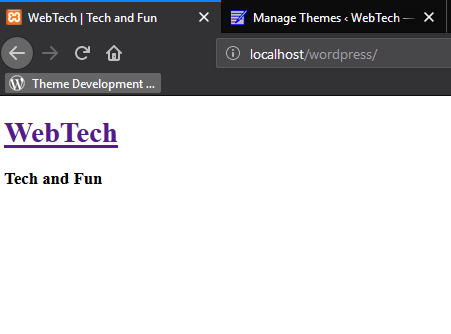 WebTech | Tech and Fun
Manage Themes ‹ WebTech —
localhost/wordpress/
Theme Development ...
WebTech
Tech and Fun